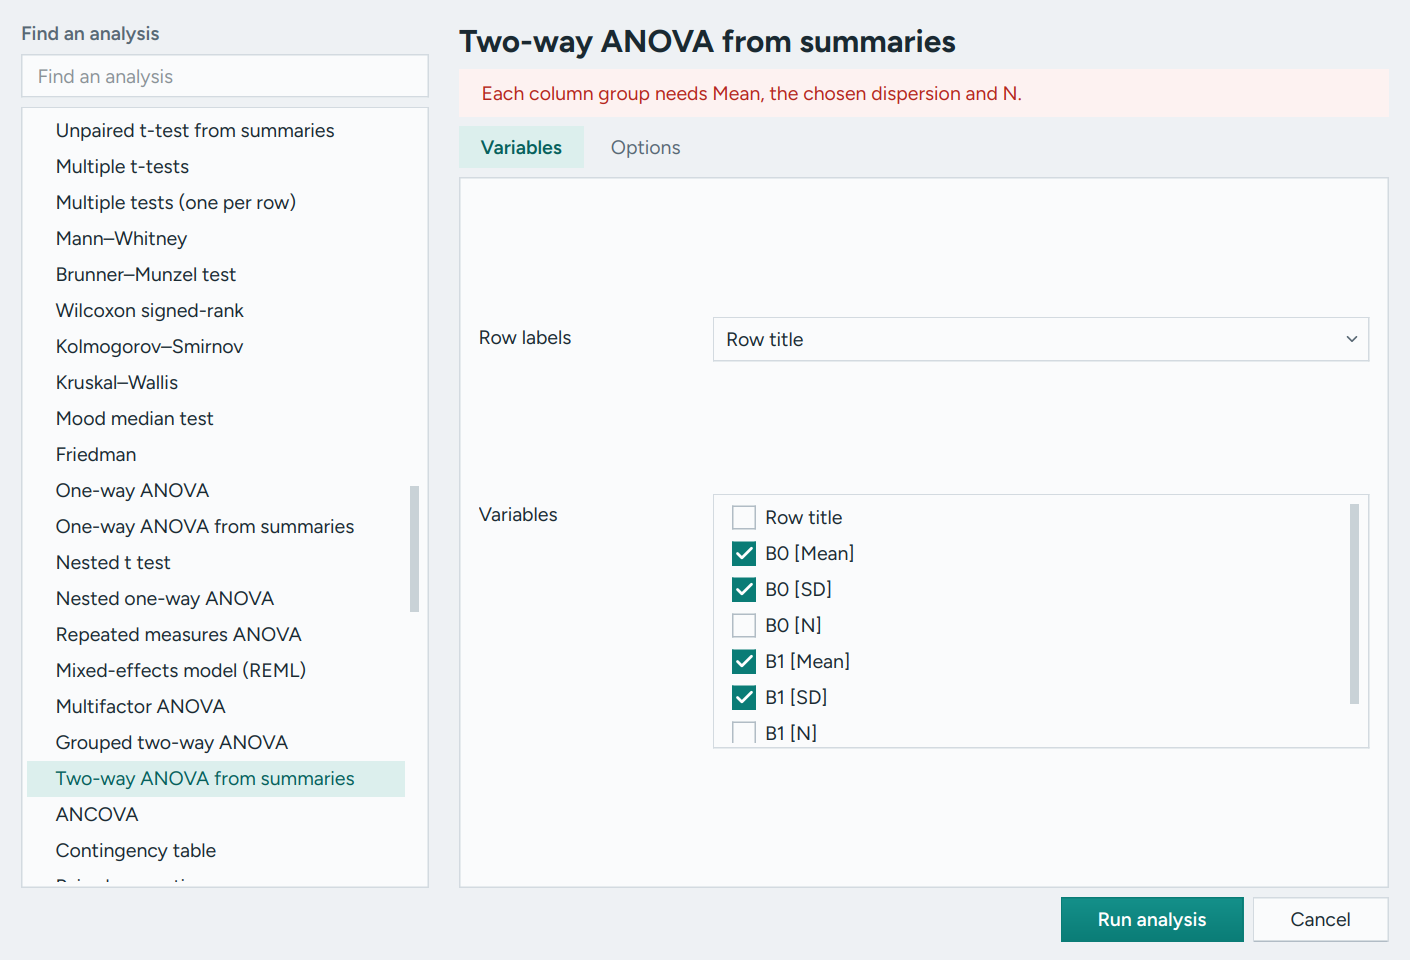 Find an analysis
Find an analysis
Unpaired t-test from summaries
Multiple t-tests
Multiple tests (one per row)
Mann–Whitney
Brunner–Munzel test
Wilcoxon signed-rank
Kolmogorov–Smirnov
Kruskal–Wallis
Mood median test
Friedman
One-way ANOVA
One-way ANOVA from summaries
Nested t test
Nested one-way ANOVA
Repeated measures ANOVA
Mixed-effects model (REML)
Multifactor ANOVA
Grouped two-way ANOVA
Two-way ANOVA from summaries
ANCOVA
Contingency table
Two-way ANOVA from summaries
Each column group needs Mean, the chosen dispersion and N.
Variables
Options
Row labels
Row title
Variables
Row title
B0 [Mean]
B0 [SD]
B0 [N]
B1 [Mean]
B1 [SD]
B1 [N]
Run analysis
Cancel